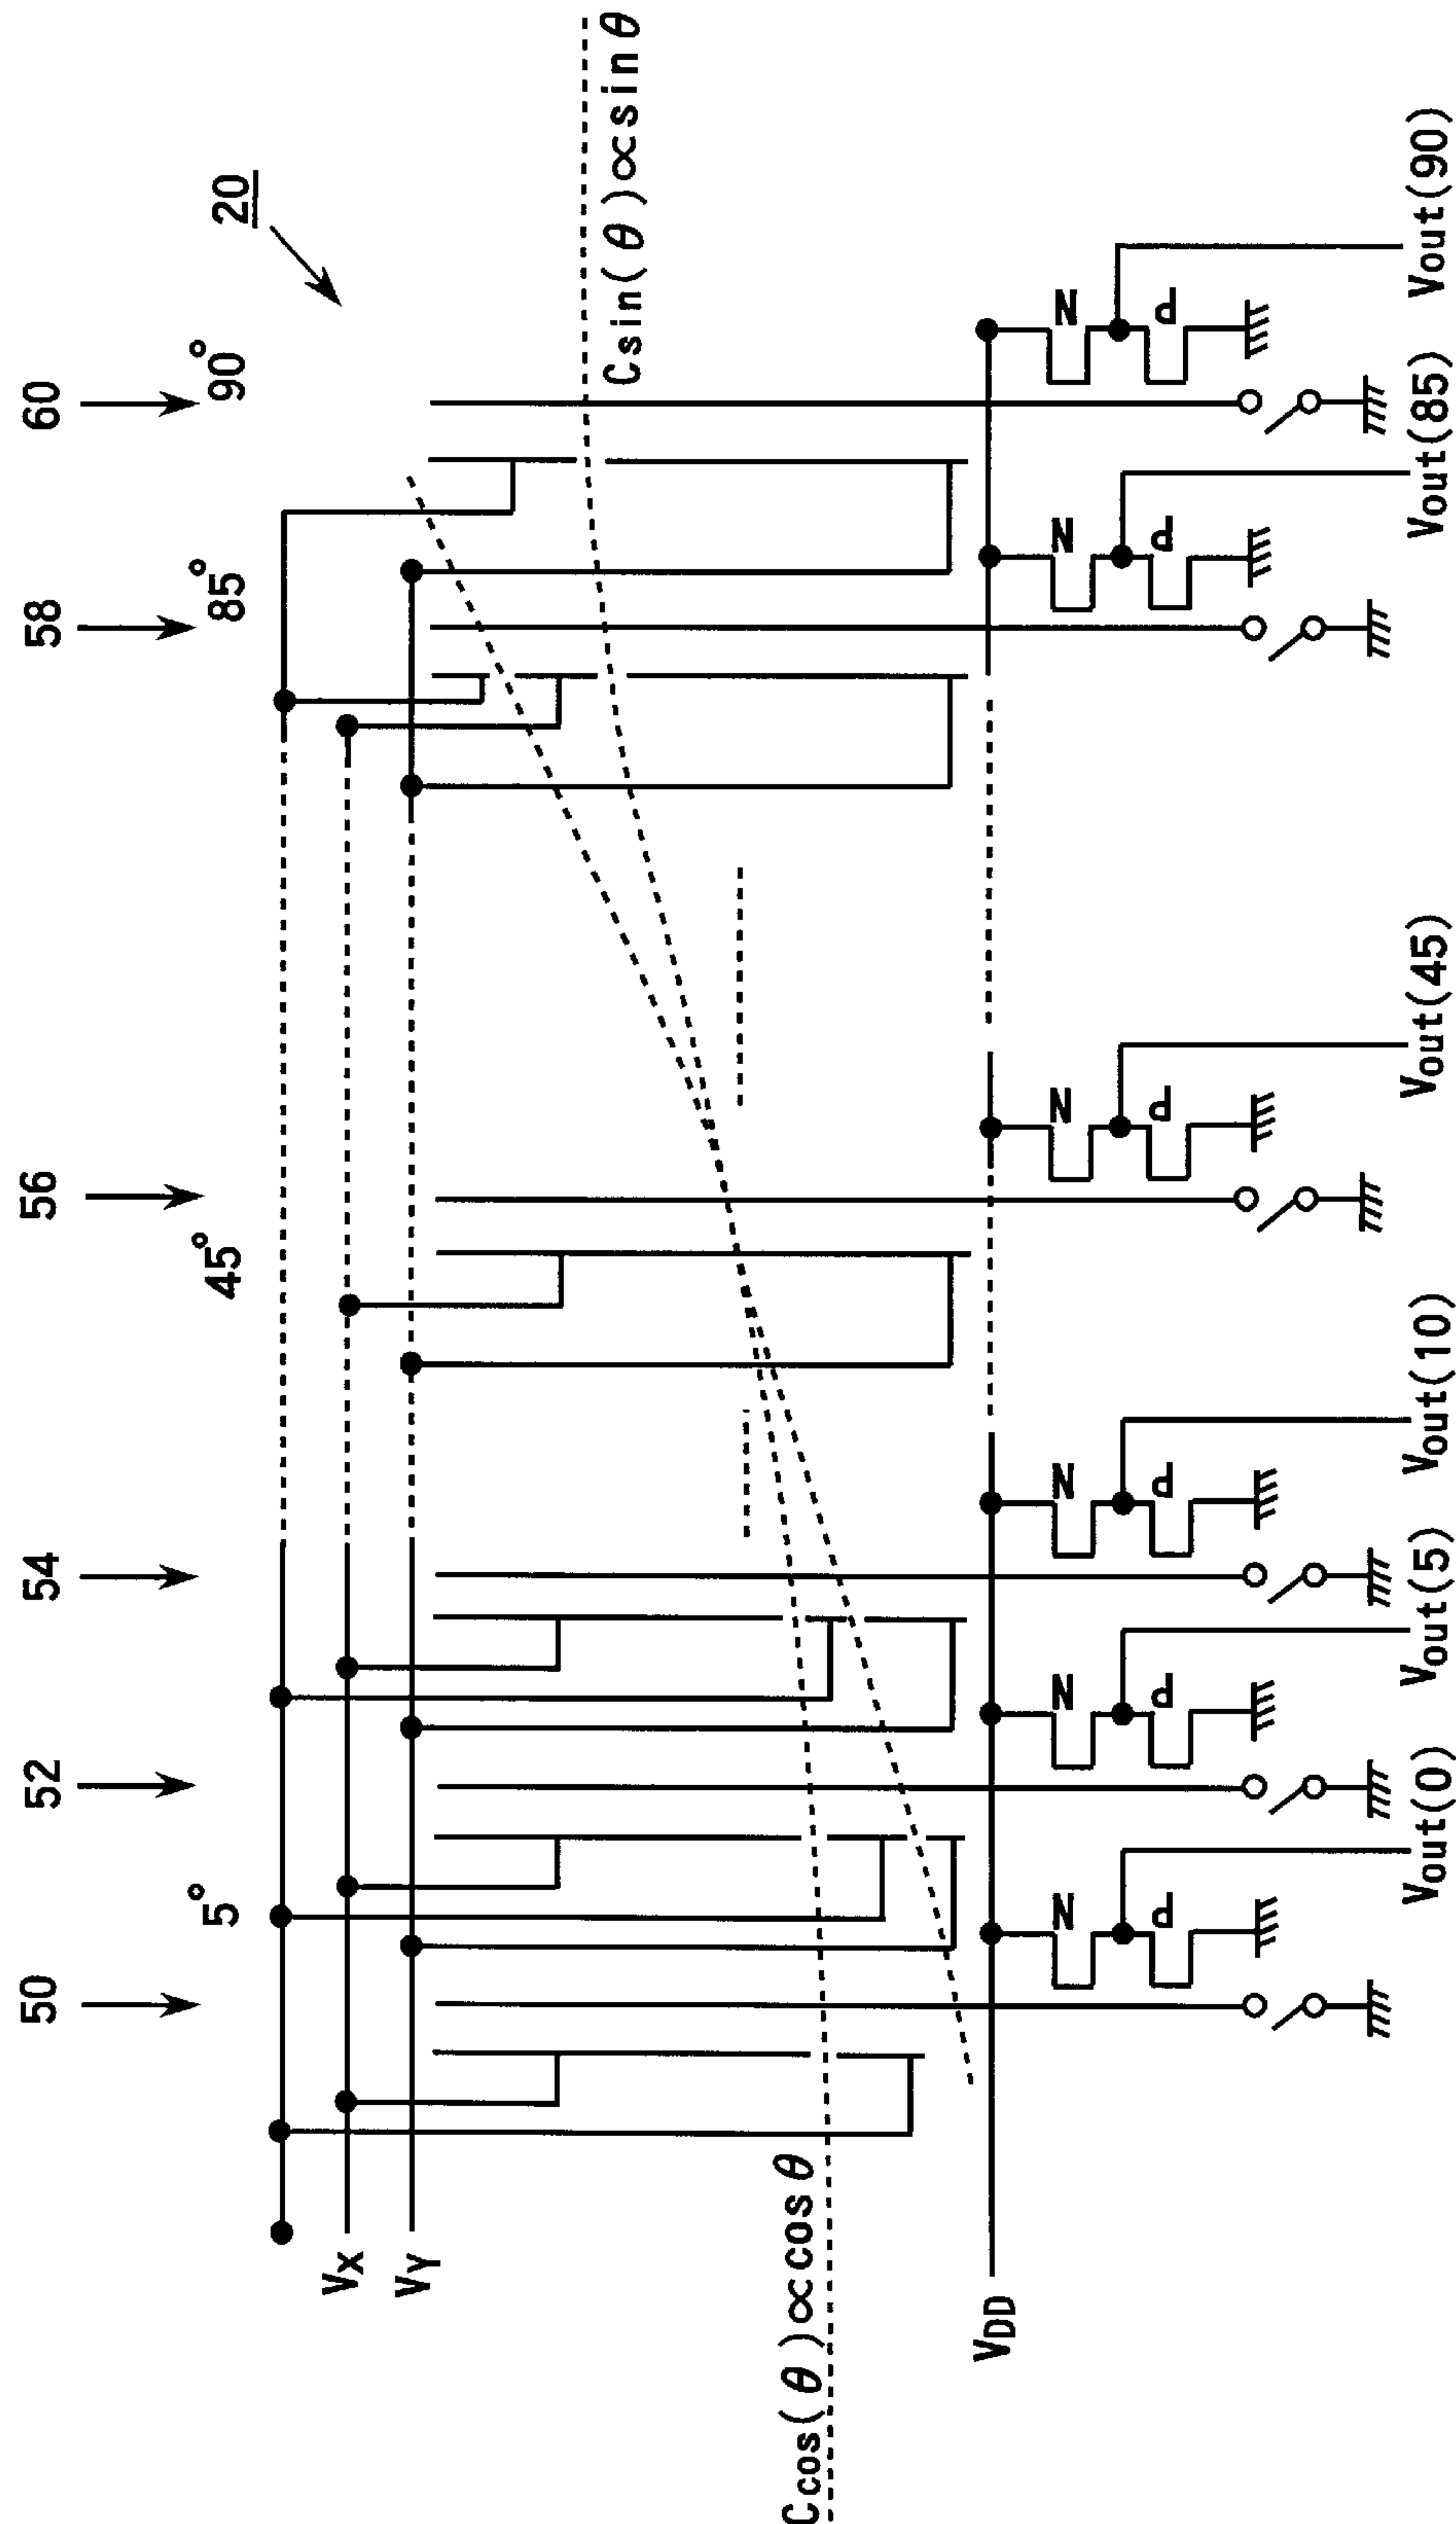 20
50
52
54
56
58
60
5°
45°
85°
90°
VX
VY
Ccos(θ)∝cosθ
Csin(θ)∝sinθ
VDD
N
P
Vout(0)
N
P
Vout(5)
N
P
Vout(10)
N
P
Vout(45)
N
P
Vout(85)
N
P
Vout(90)